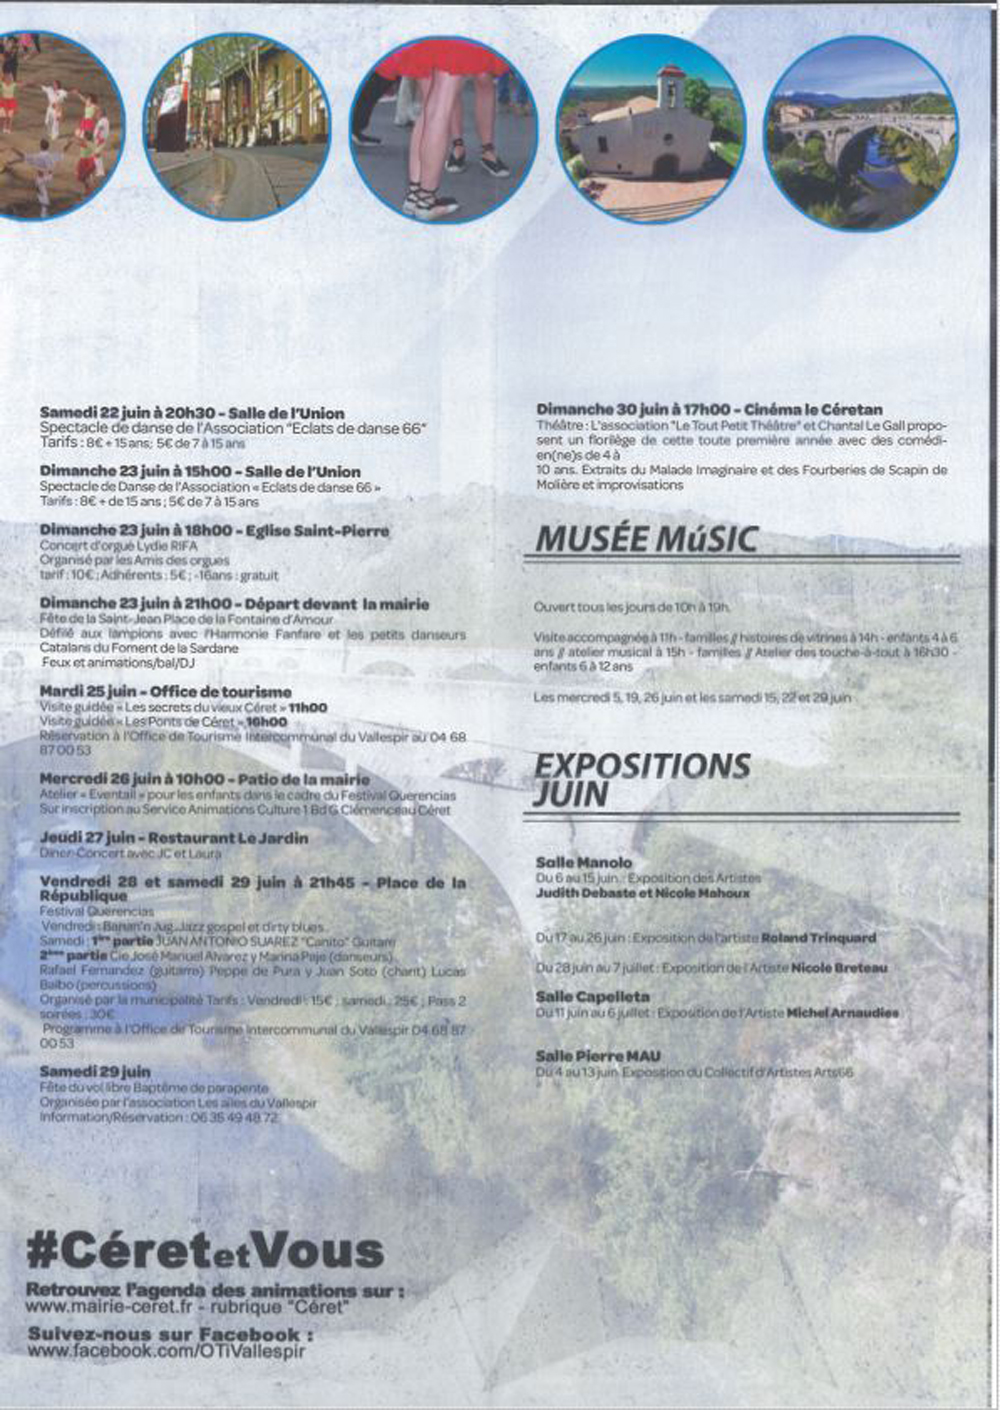 Samedi 22 juin à 20h30 - Salle de l'Union
Spectacle de danse de l'Association "Eclats de danse 66"
Tarifs : 8€ + 15 ans; 5€ de 7 à 15 ans
Dimanche 23 juin à 15h00 - Salle de l'Union
Spectacle de Danse de l'Association « Eclats de danse 66 »
Tarifs : 8€ + de 15 ans ; 5€ de 7 à 15 ans
Dimanche 23 juin à 18h00 - Eglise Saint-Pierre
Concert d'orgue Lydie RIFA
Organisé par les Amis des orgues
tarif : 10€ ; Adhérents : 5€ ; -16ans : gratuit
Dimanche 23 juin à 21h00 - Départ devant la mairie
Fête de la Saint-Jean Place de la Fontaine d'Amour
Défilé aux lampions avec l'Harmonie Fanfare et les petits danseurs
Catalans du Foment de la Sardane
Feux et animations/bal/DJ
Mardi 25 juin - Office de tourisme
Visite guidée « Les secrets du vieux Céret » 11h00
Visite guidée « Les Ponts de Céret » 16h00
Réservation à l'Office de Tourisme Intercommunal du Vallespir au 04 68
87 00 53
Mercredi 26 juin à 10h00 - Patio de la mairie
Atelier « Eventail » pour les enfants dans le cadre du Festival Querencias
Sur inscription au Service Animations Culture 1 Bd G Clémenceau Céret
Jeudi 27 juin - Restaurant Le Jardin
Diner-Concert avec JC et Laura
Vendredi 28 et samedi 29 juin à 21h45 - Place de la
République
Festival Querencias
Vendredi : Banan'n Jug. Jazz gospel et dirty blues.
Samedi : 1ère partie JUAN ANTONIO SUAREZ "Canito" Guitare
2ème partie Cie José Manuel Alvarez y Marina Paje (danseurs)
Rafael Fernandez (guitarre) Peppe de Pura y Juan Soto (chant) Lucas
Balbo (percussions)
Organisé par la municipalité Tarifs : Vendredi : 15€ ; samedi : 25€ ; Pass 2
soirées : 30€
Programme à l'Office de Tourisme Intercommunal du Vallespir 04 68 87
00 53
Samedi 29 juin
Fête du vol libre Baptême de parapente
Organisée par l'association Les ailes du Vallespir
Information/Réservation : 06 35 49 48 72
#CéretetVous
Retrouvez l'agenda des animations sur :
www.mairie-ceret.fr - rubrique "Céret"
Suivez-nous sur Facebook :
www.facebook.com/OTiVallespir
Dimanche 30 juin à 17h00 - Cinéma le Céretan
Théâtre : L'association "Le Tout Petit Théâtre" et Chantal Le Gall propo-
sent un florilège de cette toute première année avec des comédi-
en(ne)s de 4 à
10 ans. Extraits du Malade Imaginaire et des Fourberies de Scapin de
Molière et improvisations
MUSÉE MúSIC
Ouvert tous les jours de 10h à 19h.
Visite accompagnée à 11h - familles // histoires de vitrines à 14h - enfants 4 à 6
ans // atelier musical à 15h - familles // Atelier des touche-à-tout à 16h30 -
enfants 6 à 12 ans
Les mercredi 5, 19, 26 juin et les samedi 15, 22 et 29 juin
EXPOSITIONS
JUIN
Salle Manolo
Du 6 au 15 juin : Exposition des Artistes
Judith Debaste et Nicole Mahoux
Du 17 au 26 juin : Exposition de l'artiste Roland Trinquard
Du 28 juin au 7 juillet : Exposition de l'Artiste Nicole Breteau
Salle Capelleta
Du 11 juin au 6 juillet : Exposition de l'Artiste Michel Arnaudies
Salle Pierre MAU
Du 4 au 13 juin Exposition du Collectif d'Artistes Arts66